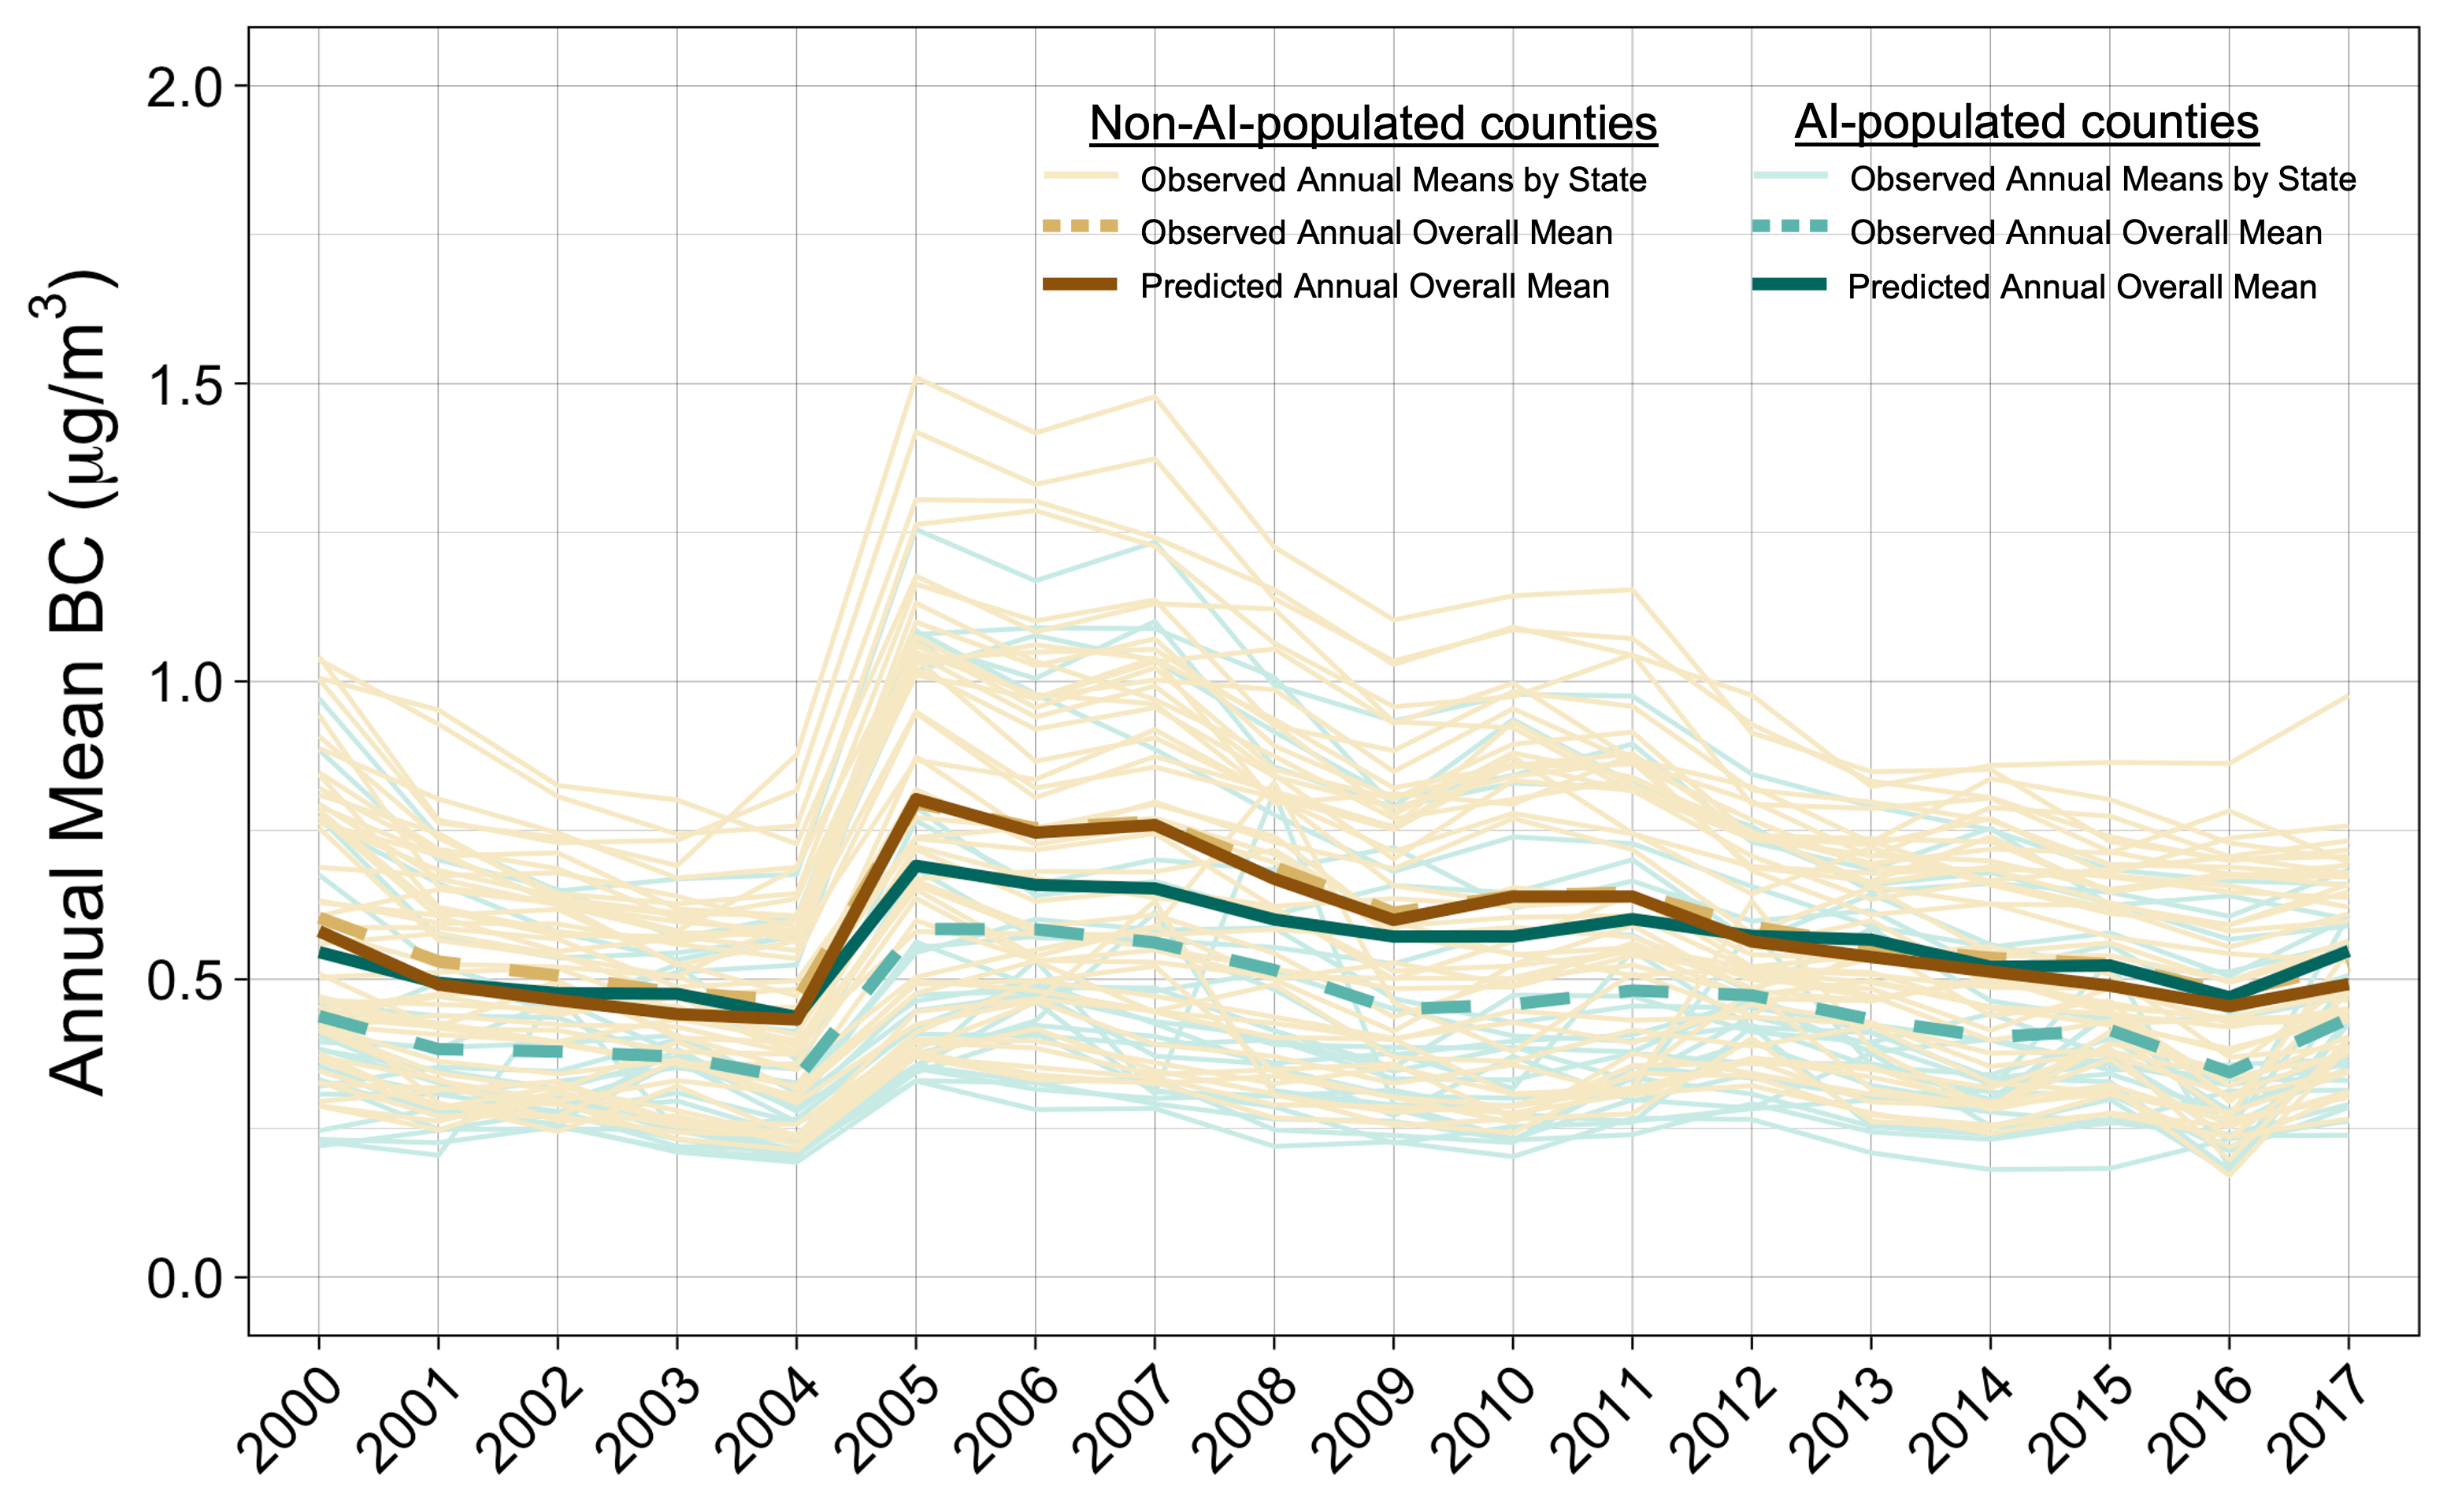 Annual Mean BC (μg/m³)
2.0
1.5
1.0
0.5
0.0
Non-AI-populated counties
Observed Annual Means by State
Observed Annual Overall Mean
Predicted Annual Overall Mean
AI-populated counties
Observed Annual Means by State
Observed Annual Overall Mean
Predicted Annual Overall Mean
2000
2001
2002
2003
2004
2005
2006
2007
2008
2009
2010
2011
2012
2013
2014
2015
2016
2017